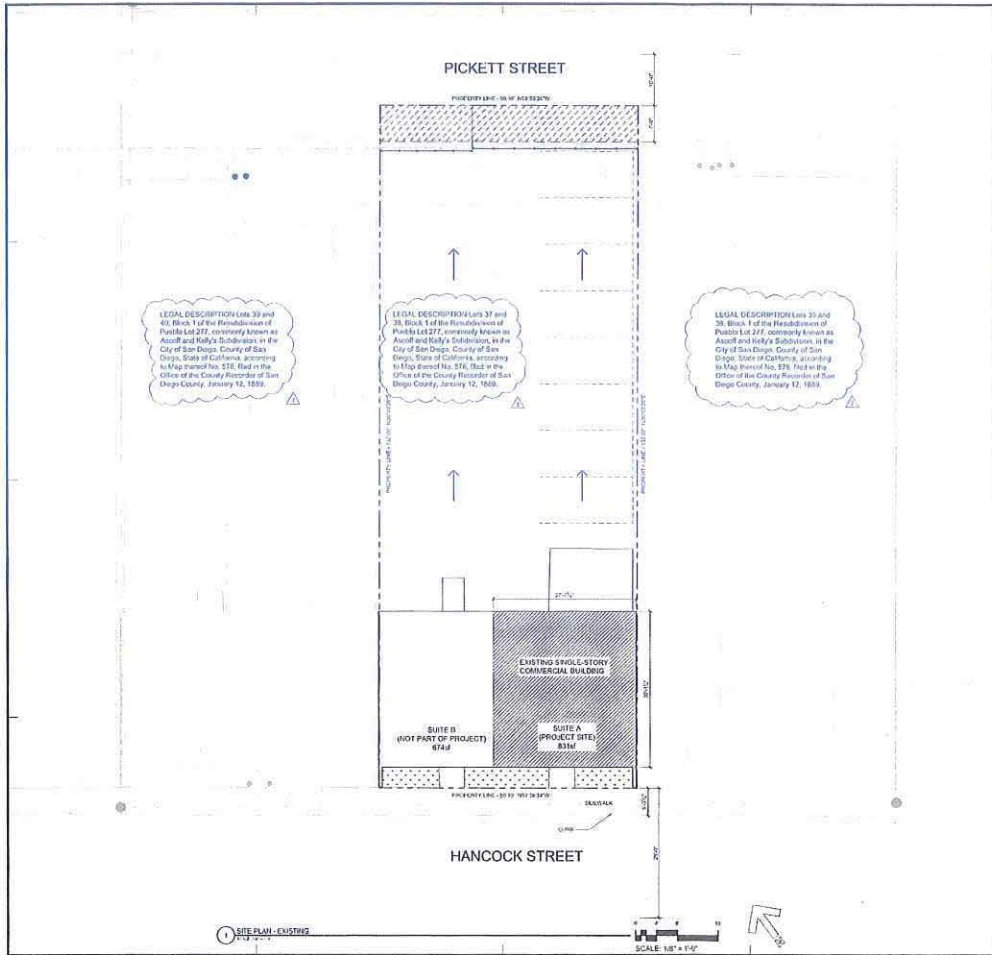 PICKETT STREET
LEGAL DESCRIPTION Lots 39 and
40, Block 1 of the Resubdivision of
Pueblo Lot 277, commonly known as
Ascoff and Kelly's Subdivision, in the
City of San Diego, County of San
Diego, State of California, according
to Map thereof No. 578, filed in the
Office of the County Recorder of San
Diego County, January 12, 1889.
LEGAL DESCRIPTION Lots 37 and
38, Block 1 of the Resubdivision of
Pueblo Lot 277, commonly known as
Ascoff and Kelly's Subdivision, in the
City of San Diego, County of San
Diego, State of California, according
to Map thereof No. 578, filed in the
Office of the County Recorder of San
Diego County, January 12, 1889.
LEGAL DESCRIPTION Lots 35 and
36, Block 1 of the Resubdivision of
Pueblo Lot 277, commonly known as
Ascoff and Kelly's Subdivision, in the
City of San Diego, County of San
Diego, State of California, according
to Map thereof No. 578, filed in the
Office of the County Recorder of San
Diego County, January 12, 1889.
PROPERTY LINE
PROPERTY LINE
PROPERTY LINE
EXISTING SINGLE-STORY
COMMERCIAL BUILDING
SUITE B
(NOT PART OF PROJECT)
674sf
SUITE A
(PROJECT SITE)
831sf
PROPERTY LINE
SIDEWALK
CURB
HANCOCK STREET
1
SITE PLAN - EXISTING
SCALE: 1/8" = 1'-0"